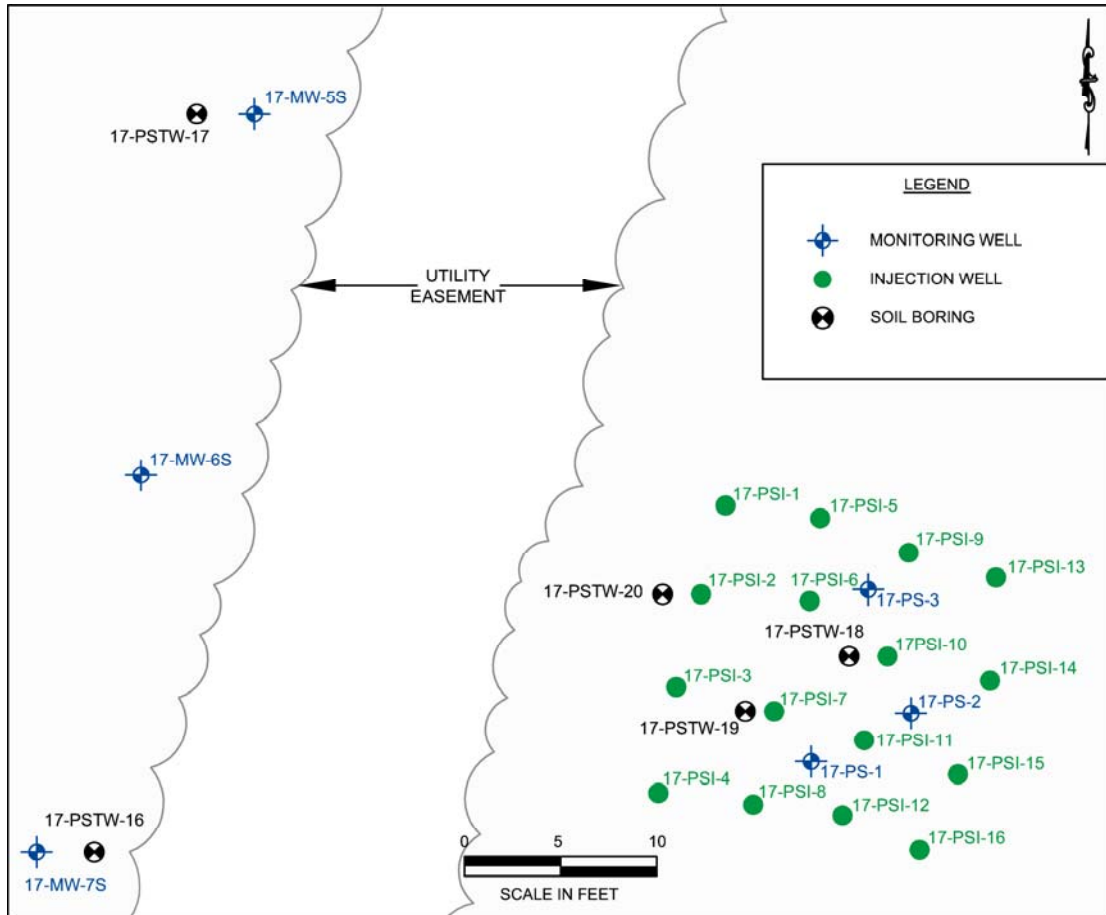 17-MW-5S
17-PSTW-17
LEGEND
MONITORING WELL
INJECTION WELL
SOIL BORING
UTILITY
EASEMENT
17-MW-6S
17-PSI-1
17-PSI-5
17-PSI-9
17-PSI-13
17-PSTW-20
17-PSI-2
17-PSI-6
17-PS-3
17-PSTW-18
17PSI-10
17-PSI-3
17-PSI-14
17-PSI-7
17-PS-2
17-PSTW-19
17-PSI-11
17-PS-1
17-PSI-15
17-PSI-4
17-PSI-8
17-PSI-12
17-PSTW-16
17-PSI-16
17-MW-7S
0 5 10
SCALE IN FEET